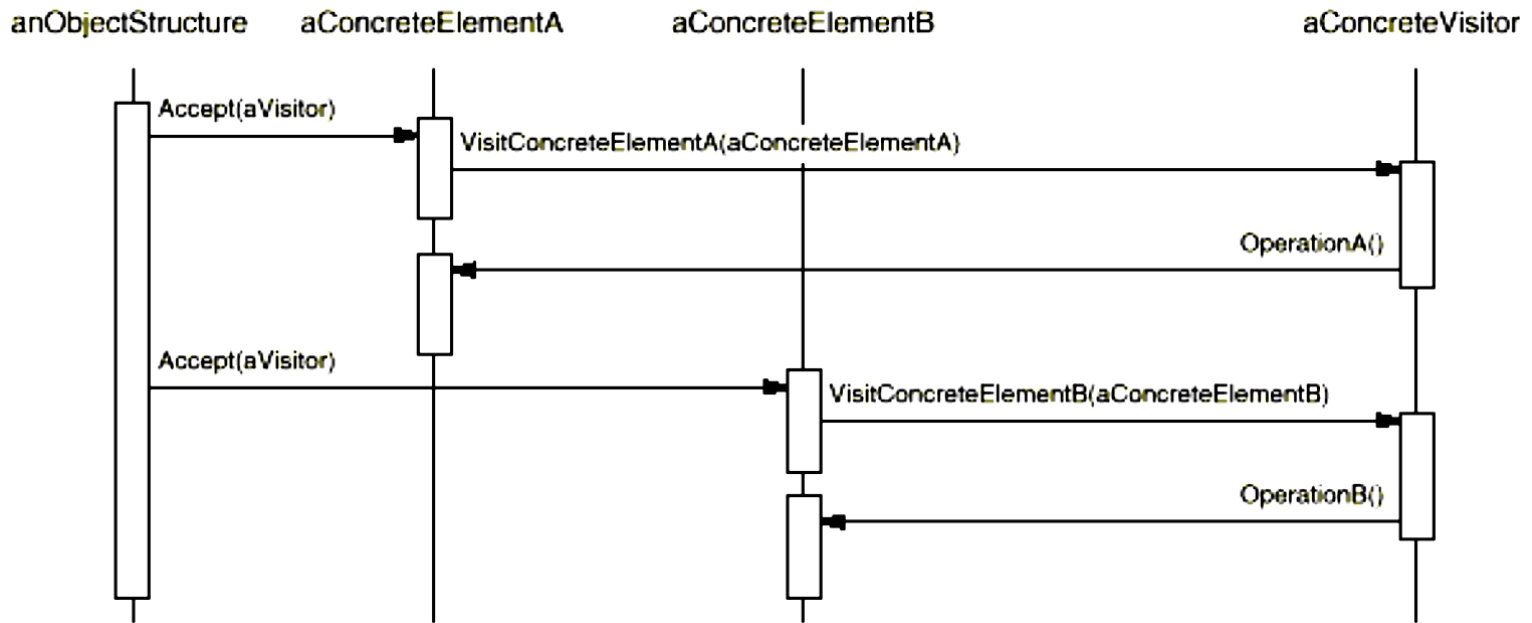 anObjectStructure aConcreteElementA aConcreteElementB aConcreteVisitor
Accept(aVisitor)
VisitConcreteElementA(aConcreteElementA)
OperationA()
Accept(aVisitor)
VisitConcreteElementB(aConcreteElementB)
OperationB()